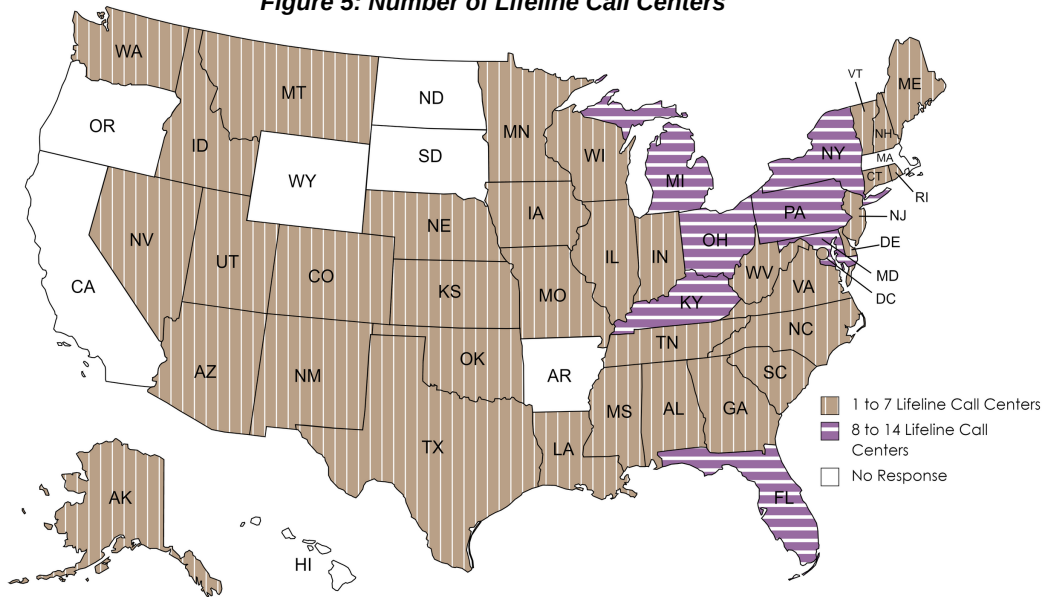 Figure 5: Number of Lifeline Call Centers
WA
MT
ND
MN
VT
ME
OR
ID
SD
WI
NH
NY
MA
WY
MI
CT
RI
NV
UT
CO
NE
IA
IL
IN
OH
PA
NJ
DE
MD
DC
CA
KS
MO
KY
WV
VA
AZ
NM
OK
AR
TN
NC
SC
MS
AL
GA
TX
LA
FL
AK
HI
1 to 7 Lifeline Call Centers
8 to 14 Lifeline Call
Centers
No Response